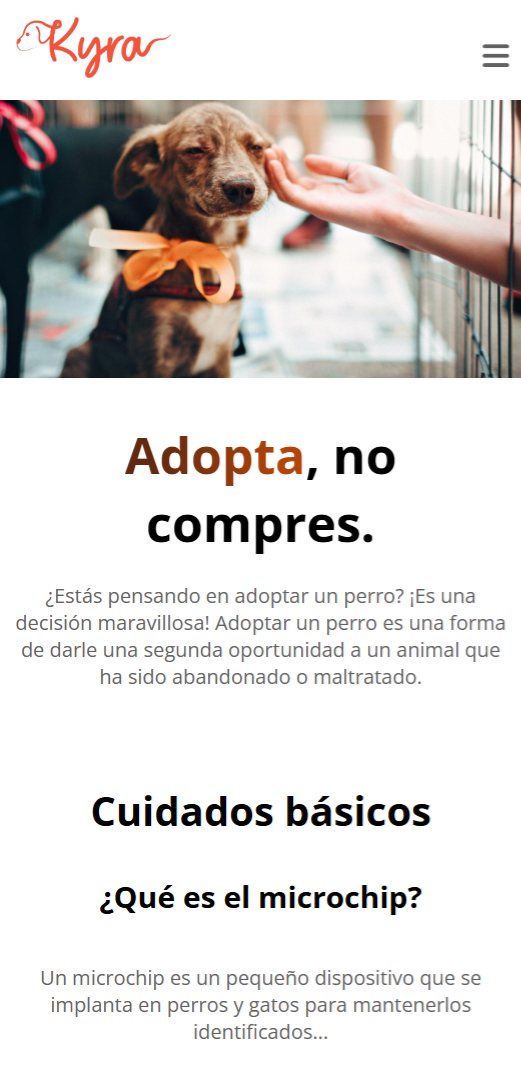 Kyra
Adopta, no
compres.
¿Estás pensando en adoptar un perro? ¡Es una
decisión maravillosa! Adoptar un perro es una forma
de darle una segunda oportunidad a un animal que
ha sido abandonado o maltratado.
Cuidados básicos
¿Qué es el microchip?
Un microchip es un pequeño dispositivo que se
implanta en perros y gatos para mantenerlos
identificados...